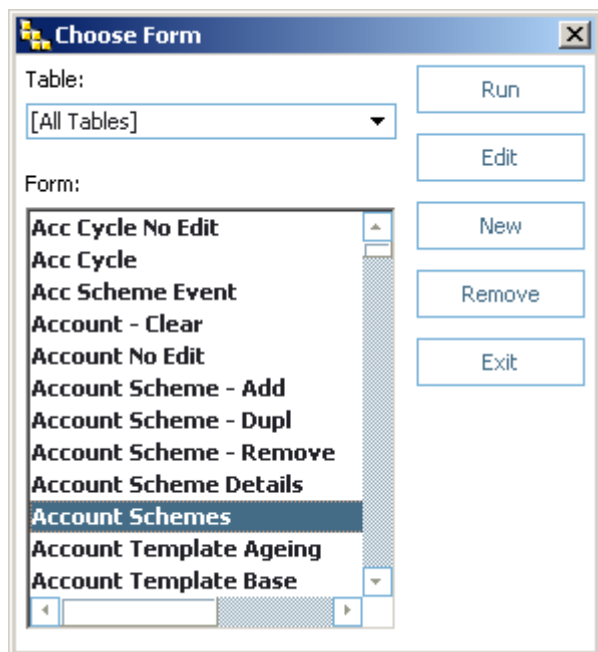 Choose Form
Table:
[All Tables]
Form:
Acc Cycle No Edit
Acc Cycle
Acc Scheme Event
Account - Clear
Account No Edit
Account Scheme - Add
Account Scheme - Dupl
Account Scheme - Remove
Account Scheme Details
Account Schemes
Account Template Ageing
Account Template Base
Run
Edit
New
Remove
Exit